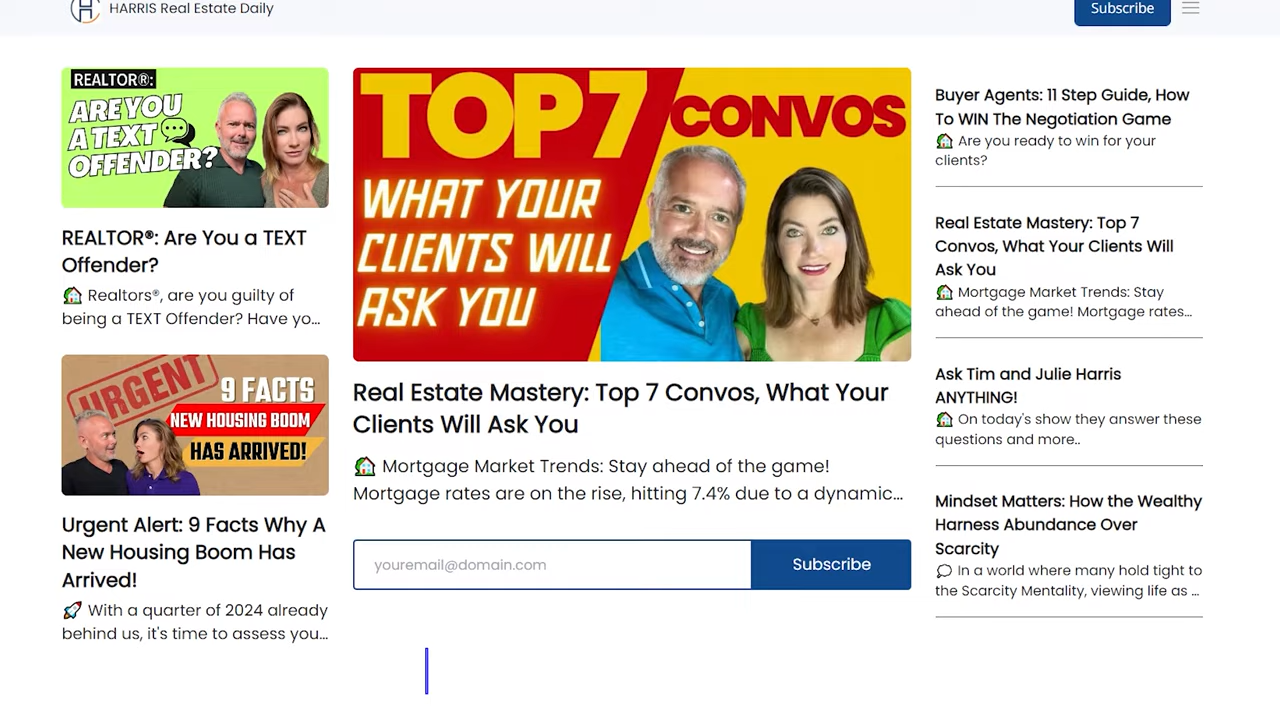 HARRIS Real Estate Daily
Subscribe
REALTOR®:
ARE YOU
A TEXT
OFFENDER?
REALTOR®: Are You a TEXT
Offender?
🏠 Realtors®, are you guilty of
being a TEXT Offender? Have yo...
URGENT
9 FACTS
NEW HOUSING BOOM
HAS ARRIVED!
Urgent Alert: 9 Facts Why A
New Housing Boom Has
Arrived!
🚀 With a quarter of 2024 already
behind us, it's time to assess you...
TOP 7 CONVOS
WHAT YOUR
CLIENTS WILL
ASK YOU
Real Estate Mastery: Top 7 Convos, What Your
Clients Will Ask You
🏠 Mortgage Market Trends: Stay ahead of the game!
Mortgage rates are on the rise, hitting 7.4% due to a dynamic...
youremail@domain.com
Subscribe
Buyer Agents: 11 Step Guide, How
To WIN The Negotiation Game
🏠 Are you ready to win for your
clients?
Real Estate Mastery: Top 7
Convos, What Your Clients Will
Ask You
🏠 Mortgage Market Trends: Stay
ahead of the game! Mortgage rates...
Ask Tim and Julie Harris
ANYTHING!
🏠 On today's show they answer these
questions and more..
Mindset Matters: How the Wealthy
Harness Abundance Over
Scarcity
💭 In a world where many hold tight to
the Scarcity Mentality, viewing life as ...